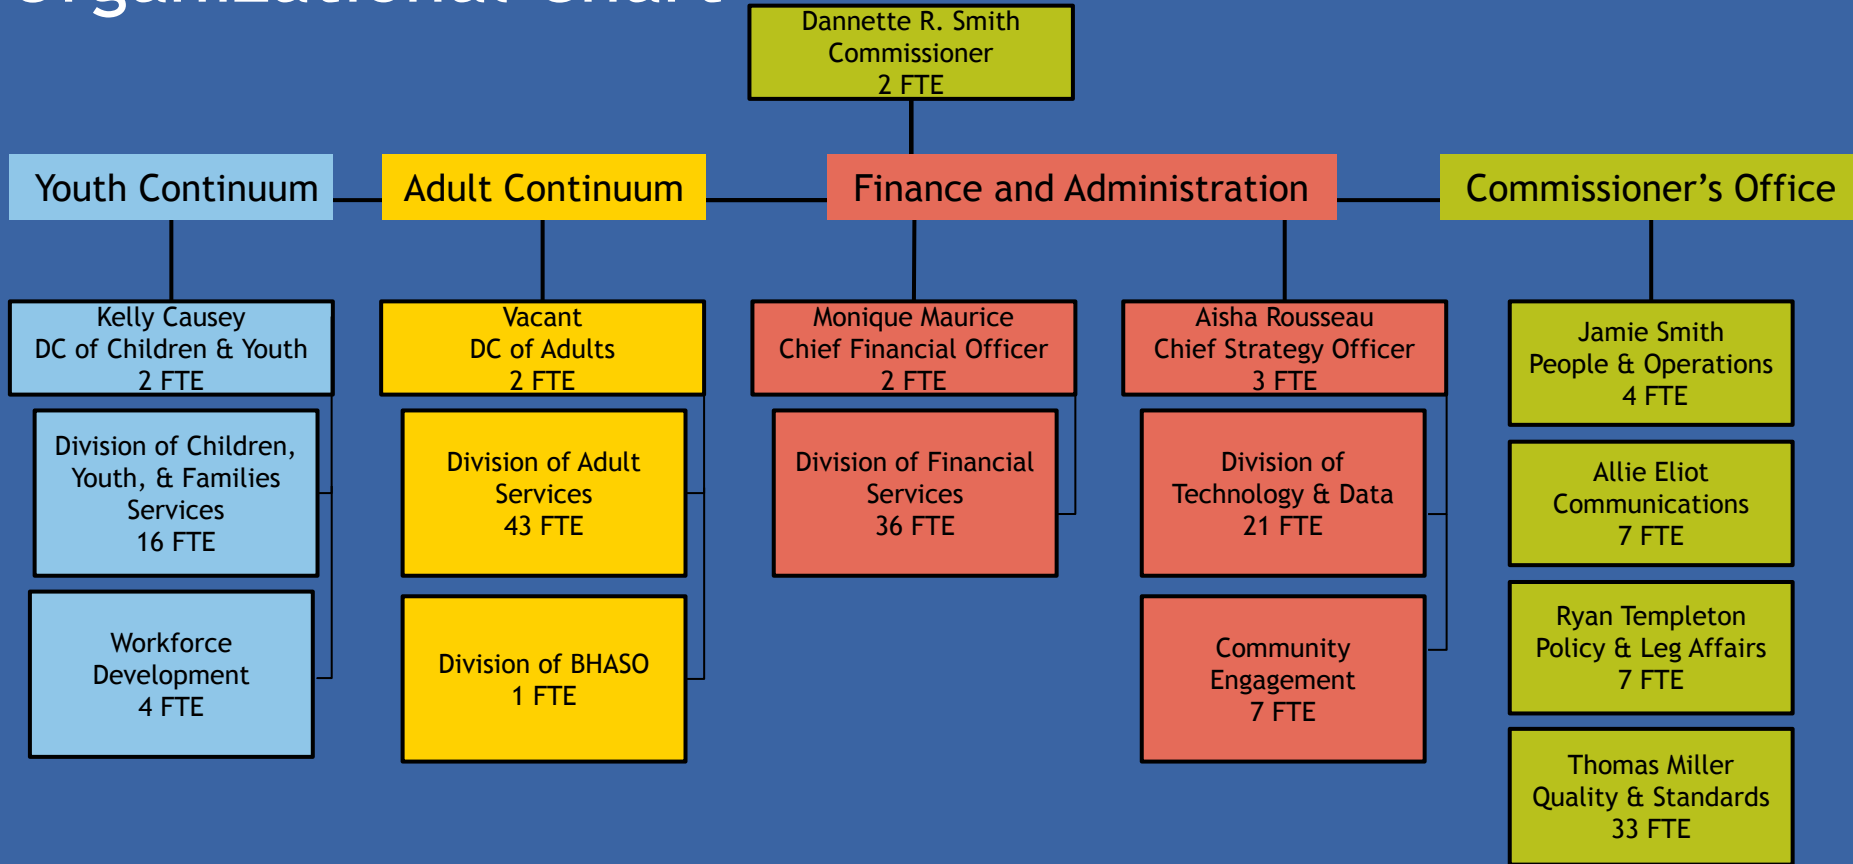 Organizational Chart
Dannette R. Smith
Commissioner
2 FTE
Youth Continuum
Adult Continuum
Finance and Administration
Commissioner’s Office
Kelly Causey
DC of Children & Youth
2 FTE
Division of Children,
Youth, & Families
Services
16 FTE
Workforce
Development
4 FTE
Vacant
DC of Adults
2 FTE
Division of Adult
Services
43 FTE
Division of BHASO
1 FTE
Monique Maurice
Chief Financial Officer
2 FTE
Division of Financial
Services
36 FTE
Aisha Rousseau
Chief Strategy Officer
3 FTE
Division of
Technology & Data
21 FTE
Community
Engagement
7 FTE
Jamie Smith
People & Operations
4 FTE
Allie Eliot
Communications
7 FTE
Ryan Templeton
Policy & Leg Affairs
7 FTE
Thomas Miller
Quality & Standards
33 FTE